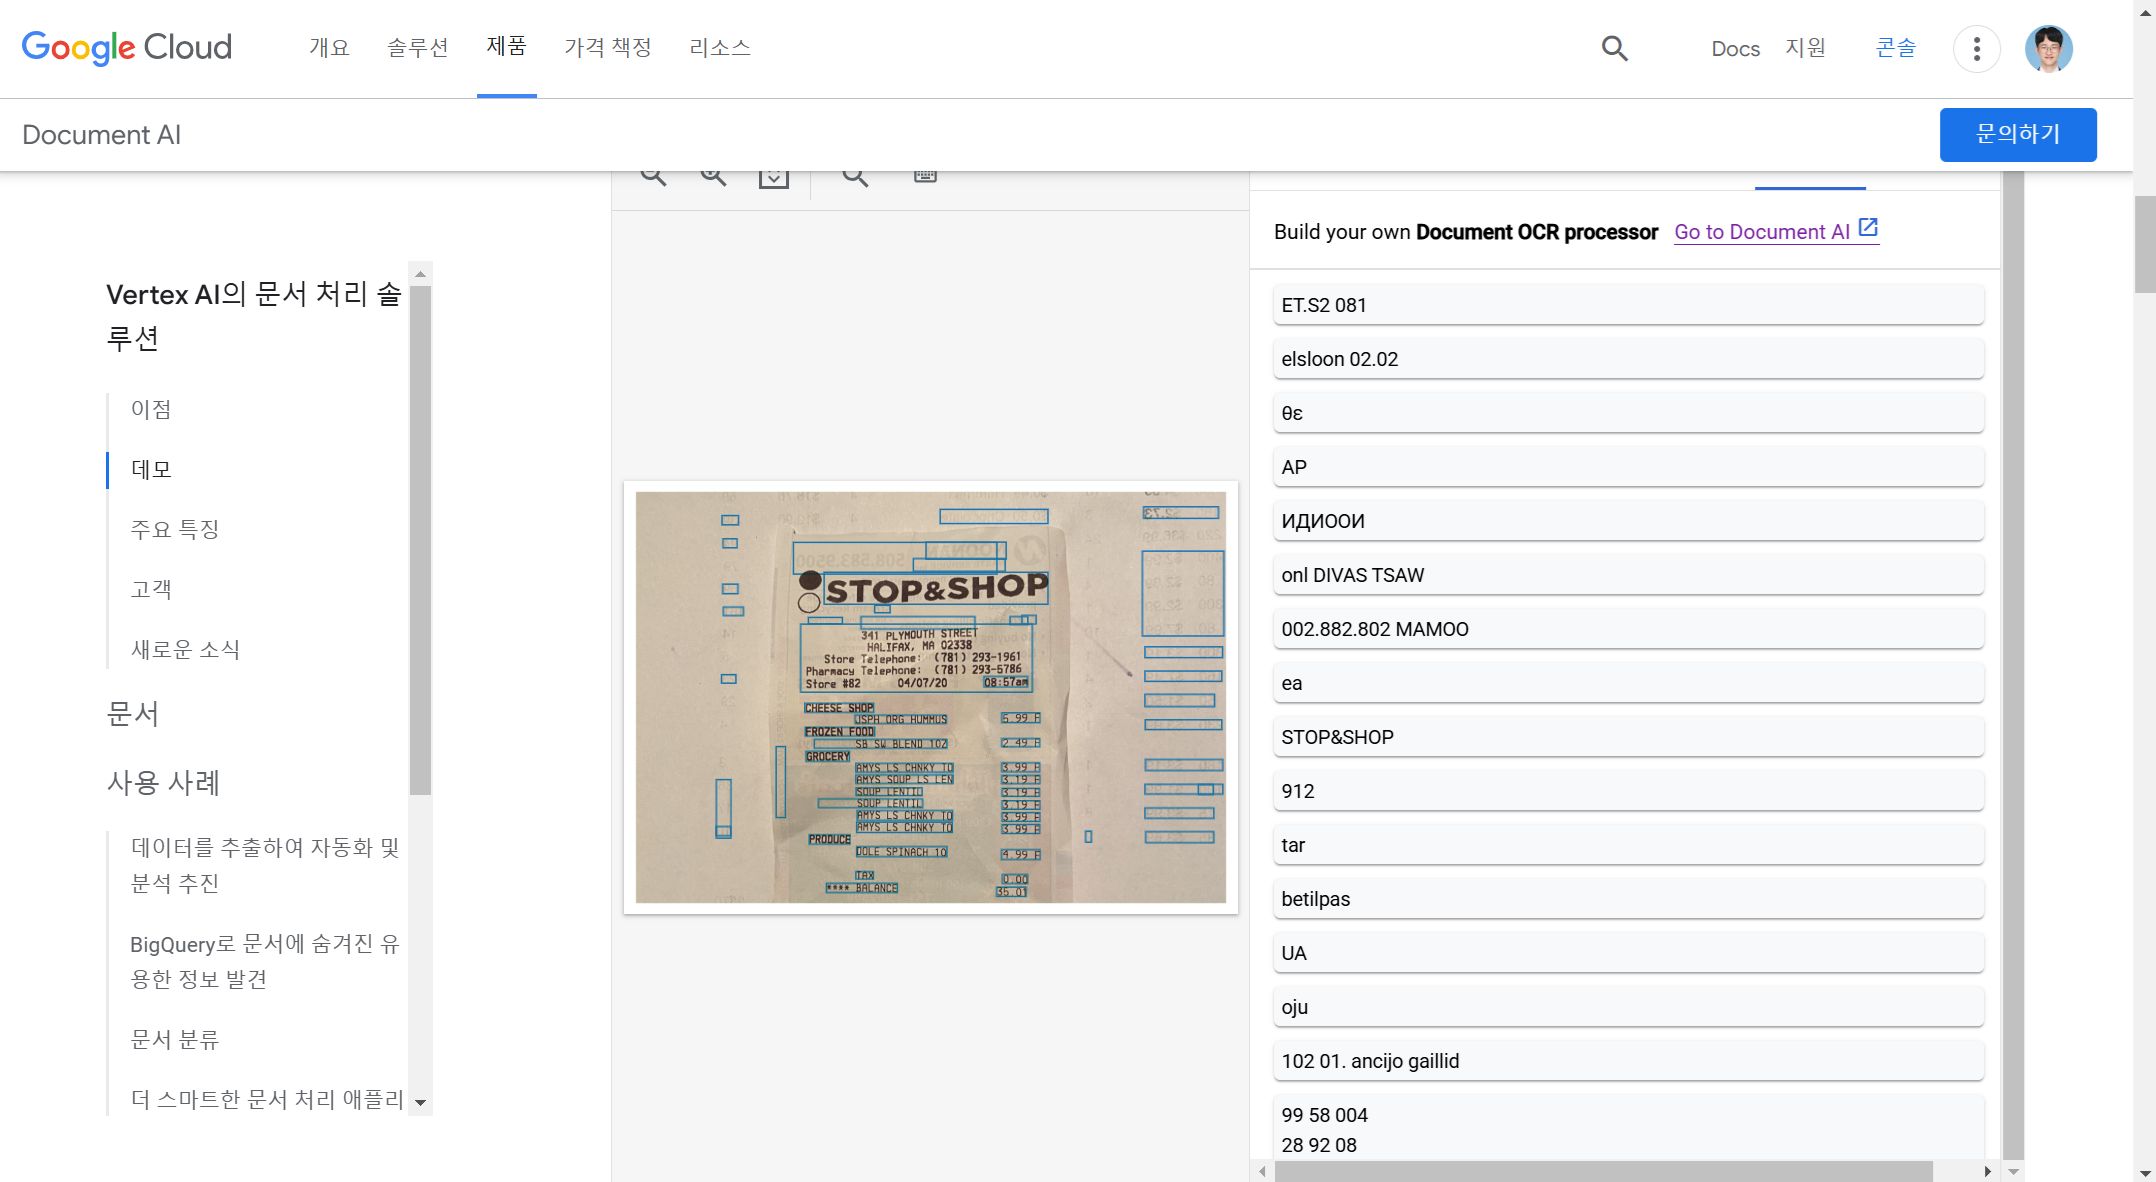 Google Cloud
개요
솔루션
제품
가격 책정
리소스
Docs
지원
콘솔
Document AI
문의하기
Vertex AI의 문서 처리 솔
루션
이점
데모
주요 특징
고객
새로운 소식
문서
사용 사례
데이터를 추출하여 자동화 및
분석 추진
BigQuery로 문서에 숨겨진 유
용한 정보 발견
문서 분류
더 스마트한 문서 처리 애플리
STOP&SHOP
341 PLYMOUTH STREET
HALIFAX, MA 02338
Store Telephone: (781) 293-1961
Pharmacy Telephone: (781) 293-5786
Store #82 04/07/20 08:57am
CHEESE SHOP
USPH ORG HUMMUS 5.99 F
FROZEN FOOD
SB SW BLEND 10Z 2.49 F
GROCERY
AMYS LS CHNKY TO 3.99 F
AMYS SOUP LS LEN 3.19 F
SOUP LENTIL 3.19 F
SOUP LENTIL 3.19 F
AMYS LS CHNKY TO 3.99 F
AMYS LS CHNKY TO 3.99 F
PRODUCE
DOLE SPINACH 10 4.99 F
TAX 0.00
**** BALANCE 35.01
Build your own Document OCR processor Go to Document AI
ET.S2 081
elsloon 02.02
θε
AP
ИДИООИ
onl DIVAS TSAW
002.882.802 MAMOO
ea
STOP&SHOP
912
tar
betilpas
UA
oju
102 01. ancijo gaillid
99 58 004
28 92 08